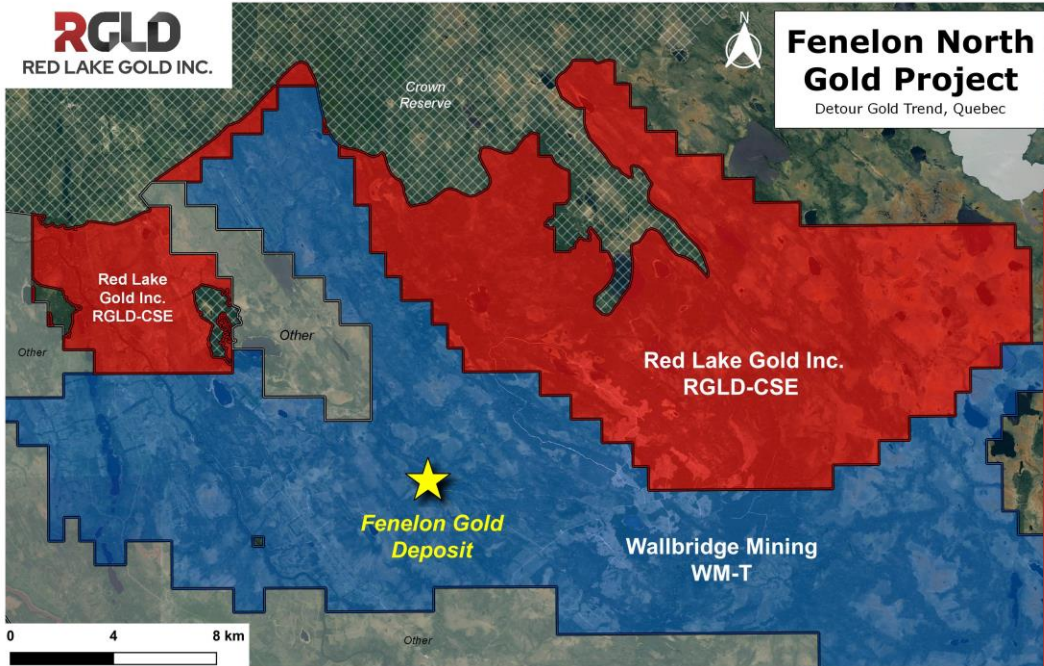 RGLD
RED LAKE GOLD INC.
N
Fenelon North
Gold Project
Detour Gold Trend, Quebec
Crown
Reserve
Red Lake
Gold Inc.
RGLD-CSE
Other
Other
Red Lake Gold Inc.
RGLD-CSE
Fenelon Gold
Deposit
Wallbridge Mining
WM-T
Other
0 4 8 km